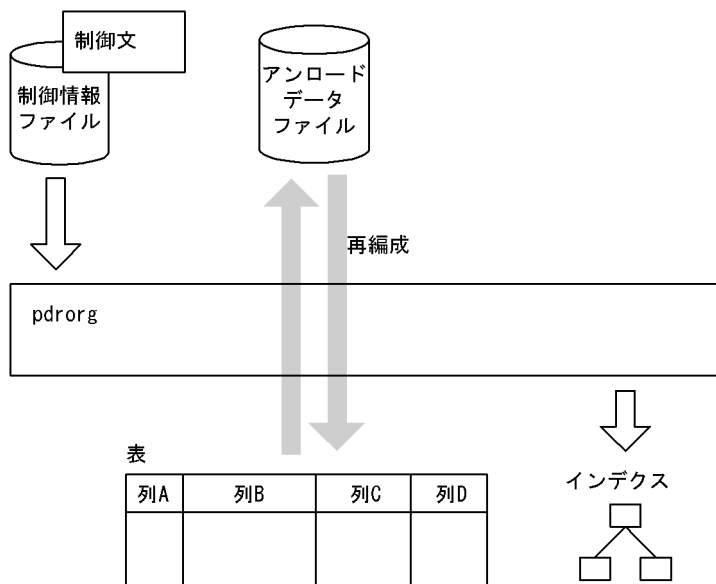 制御文
制御情報
ファイル
アンロード
データ
ファイル
再編成
pdrorg
表
列A
列B
列C
列D
インデクス